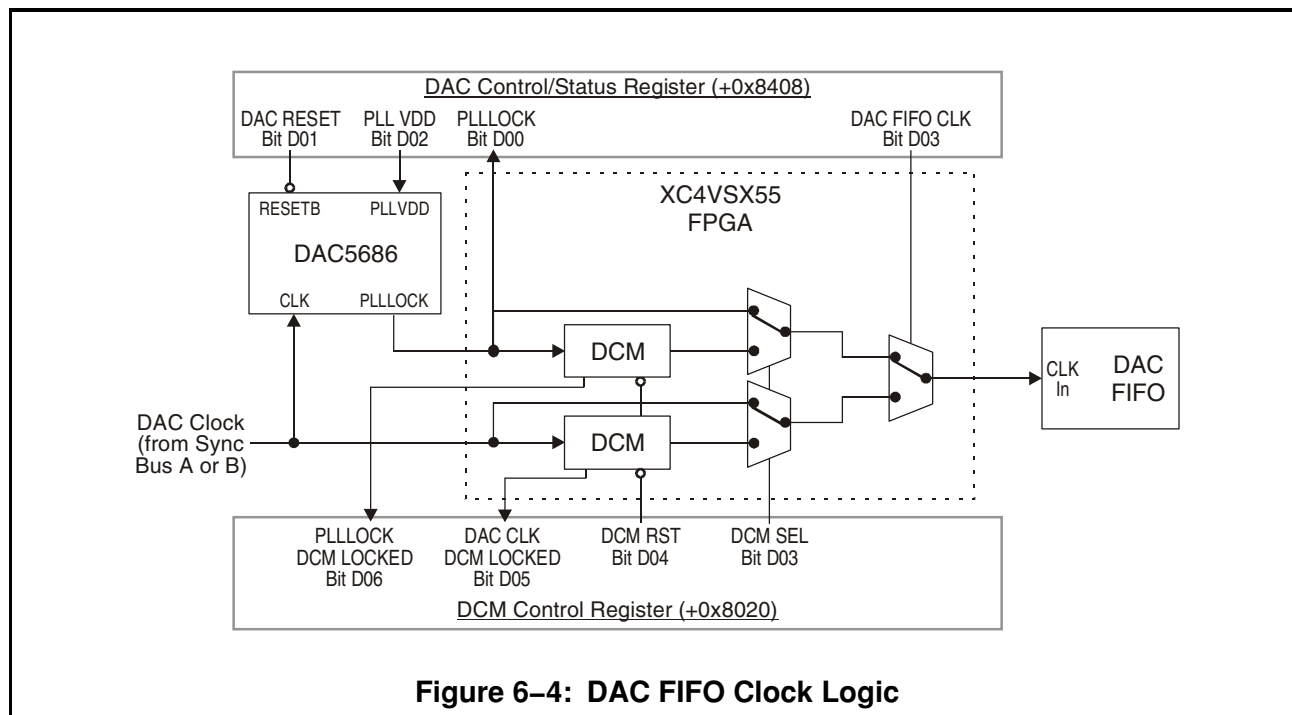 DAC Control/Status Register (+0x8408)
DAC RESET
Bit D01
PLL VDD
Bit D02
PLLLOCK
Bit D00
DAC FIFO CLK
Bit D03
XC4VSX55
FPGA
RESETB
PLLVDD
DAC5686
CLK
PLLLOCK
DCM
DCM
CLK
In
DAC
FIFO
DAC Clock
(from Sync
Bus A or B)
PLLLOCK
DCM LOCKED
Bit D06
DAC CLK
DCM LOCKED
Bit D05
DCM RST
Bit D04
DCM SEL
Bit D03
DCM Control Register (+0x8020)
Figure 6–4: DAC FIFO Clock Logic